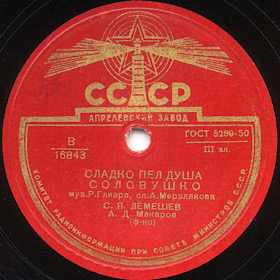 СССР
АПРЕЛЕВСКИЙ ЗАВОД
В
16843
ГОСТ 5289-50
III кл.
СЛАДКО ПЕЛ ДУША
СОЛОВУШКО
муз.Р.Глиэра, сл.А.Мерзлякова
С. Я. ЛЕМЕШЕВ
А. Д. Макаров
(ф-но)
КОМИТЕТ РАДИОИНФОРМАЦИИ ПРИ СОВЕТЕ МИНИСТРОВ СССР.